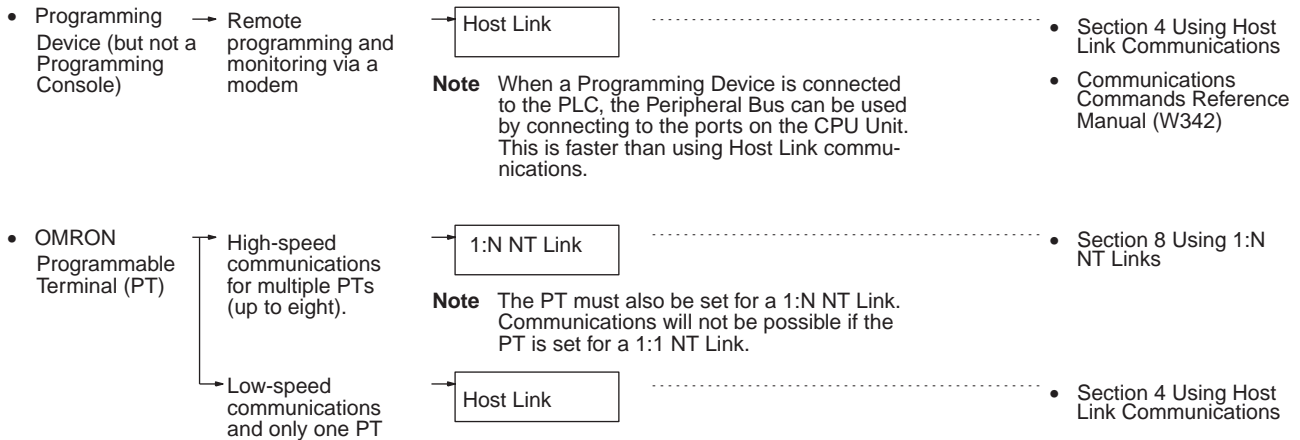 • Programming
Device (but not a
Programming
Console)
Remote
programming and
monitoring via a
modem
Host Link
Note When a Programming Device is connected
to the PLC, the Peripheral Bus can be used
by connecting to the ports on the CPU Unit.
This is faster than using Host Link commu-
nications.
• Section 4 Using Host
Link Communications
• Communications
Commands Reference
Manual (W342)
• OMRON
Programmable
Terminal (PT)
High-speed
communications
for multiple PTs
(up to eight).
1:N NT Link
Note The PT must also be set for a 1:N NT Link.
Communications will not be possible if the
PT is set for a 1:1 NT Link.
• Section 8 Using 1:N
NT Links
Low-speed
communications
and only one PT
Host Link
• Section 4 Using Host
Link Communications